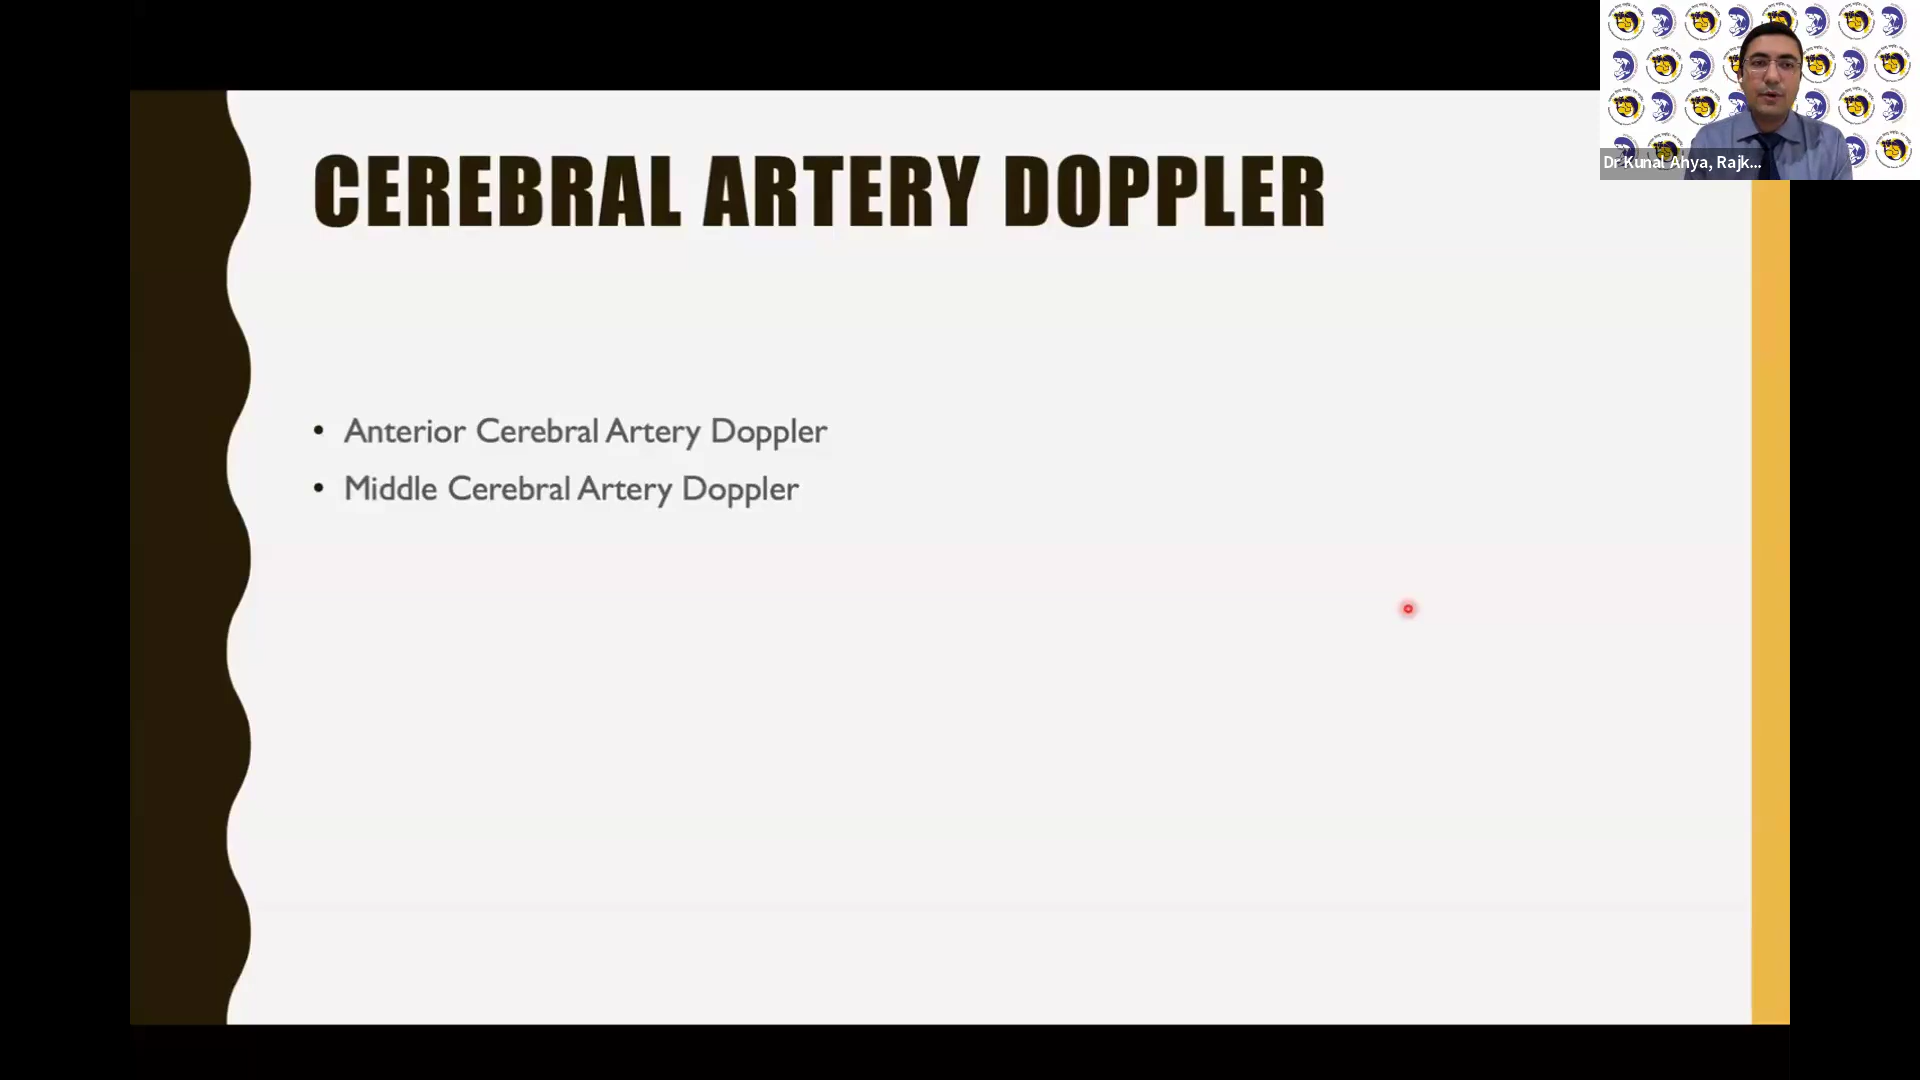 CEREBRAL ARTERY DOPPLER
• Anterior Cerebral Artery Doppler
• Middle Cerebral Artery Doppler
Dr Kunal Ahya, Rajk...